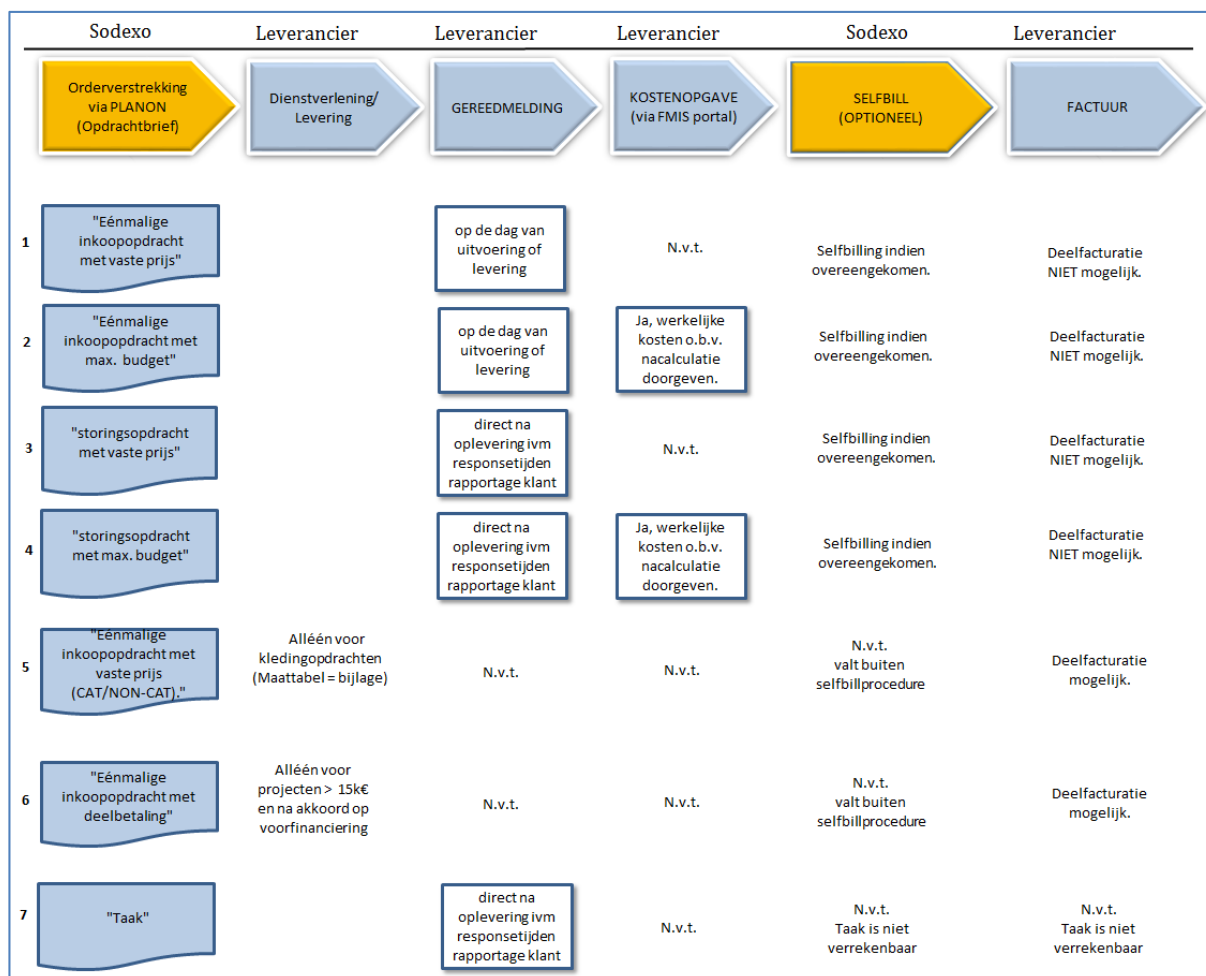 Sodexo
Leverancier
Leverancier
Leverancier
Sodexo
Leverancier
Orderverstrekking
via PLANON
(Opdrachtbrief)
Dienstverlening/
Levering
GEREEDMELDING
KOSTENOPGAVE
(via FMIS portal)
SELFBILL
(OPTIONEEL)
FACTUUR
1
"Eénmalige
inkoopopdracht
met vaste prijs"
op de dag van
uitvoering of
levering
N.v.t.
Selfbilling indien
overeengekomen.
Deelfacturatie
NIET mogelijk.
2
"Eénmalige
inkoopopdracht met
max. budget"
op de dag van
uitvoering of
levering
Ja, werkelijke
kosten o.b.v.
nacalculatie
doorgeven.
Selfbilling indien
overeengekomen.
Deelfacturatie
NIET mogelijk.
3
"storingsopdracht
met vaste prijs"
direct na
oplevering ivm
responsetijden
rapportage klant
N.v.t.
Selfbilling indien
overeengekomen.
Deelfacturatie
NIET mogelijk.
4
"storingsopdracht
met max. budget"
direct na
oplevering ivm
responsetijden
rapportage klant
Ja, werkelijke
kosten o.b.v.
nacalculatie
doorgeven.
Selfbilling indien
overeengekomen.
Deelfacturatie
NIET mogelijk.
5
"Eénmalige
inkoopopdracht met
vaste prijs
(CAT/NON-CAT)."
Alléén voor
kledingopdrachten
(Maattabel = bijlage)
N.v.t.
N.v.t.
N.v.t.
valt buiten
selfbillprocedure
Deelfacturatie
mogelijk.
6
"Eénmalige
inkoopopdracht met
deelbetaling"
Alléén voor
projecten > 15k€
en na akkoord op
voorfinanciering
N.v.t.
N.v.t.
N.v.t.
valt buiten
selfbillprocedure
Deelfacturatie
mogelijk.
7
"Taak"
direct na
oplevering ivm
responsetijden
rapportage klant
N.v.t.
N.v.t.
Taak is niet
verrekenbaar
N.v.t.
Taak is niet
verrekenbaar